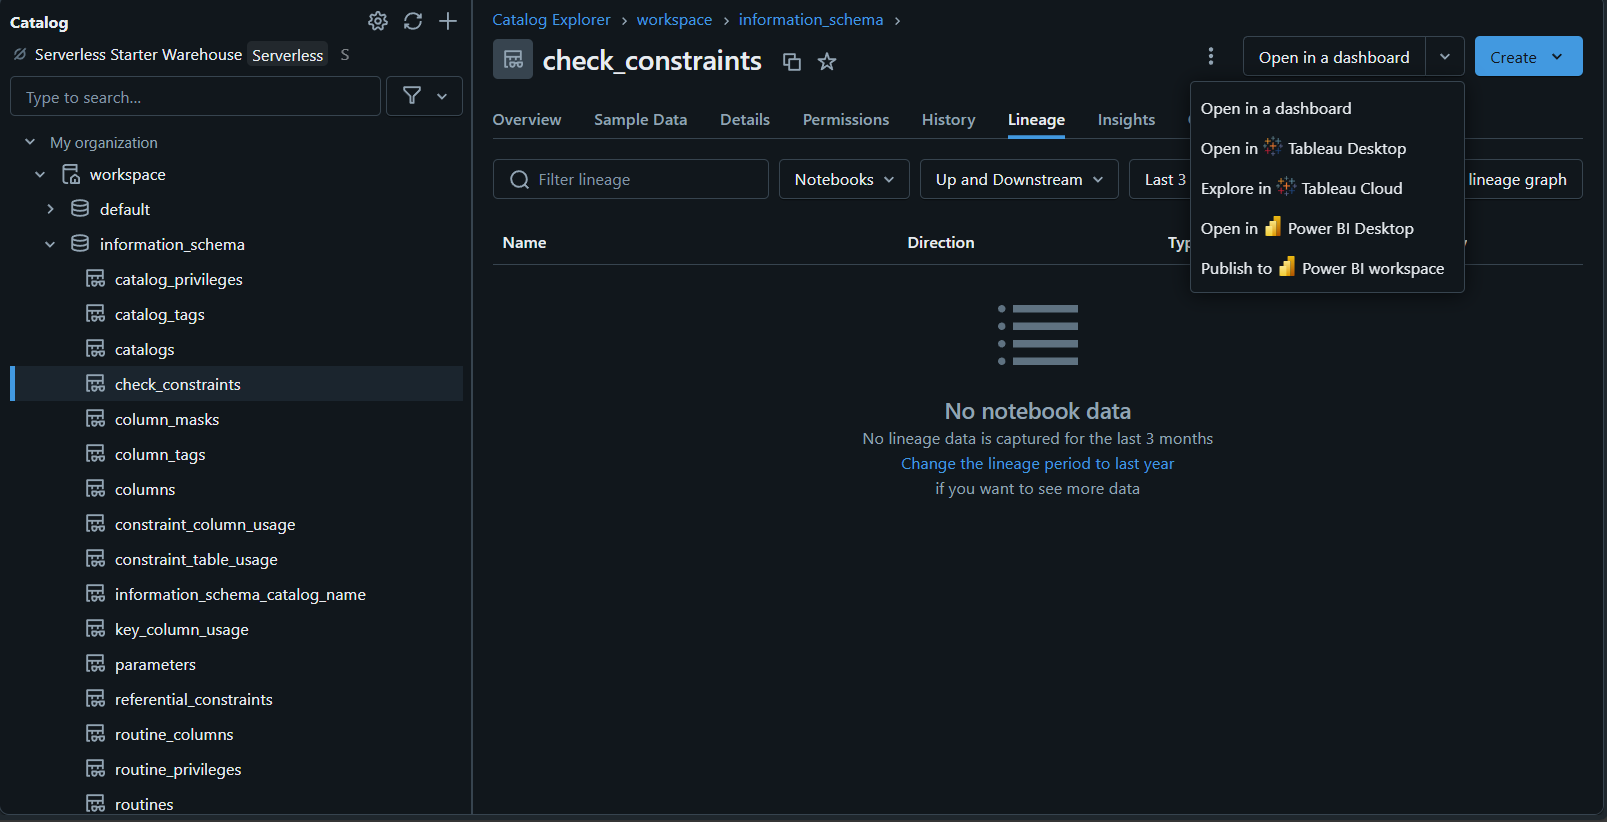 Catalog
Serverless Starter Warehouse Serverless S
Type to search...
My organization
workspace
default
information_schema
catalog_privileges
catalog_tags
catalogs
check_constraints
column_masks
column_tags
columns
constraint_column_usage
constraint_table_usage
information_schema_catalog_name
key_column_usage
parameters
referential_constraints
routine_columns
routine_privileges
routines
Catalog Explorer > workspace > information_schema >
check_constraints
Open in a dashboard
Create
Overview Sample Data Details Permissions History Lineage Insights
Filter lineage Notebooks Up and Downstream Last 3 lineage graph
Open in a dashboard
Open in Tableau Desktop
Explore in Tableau Cloud
Open in Power BI Desktop
Publish to Power BI workspace
Name Direction
No notebook data
No lineage data is captured for the last 3 months
Change the lineage period to last year
if you want to see more data